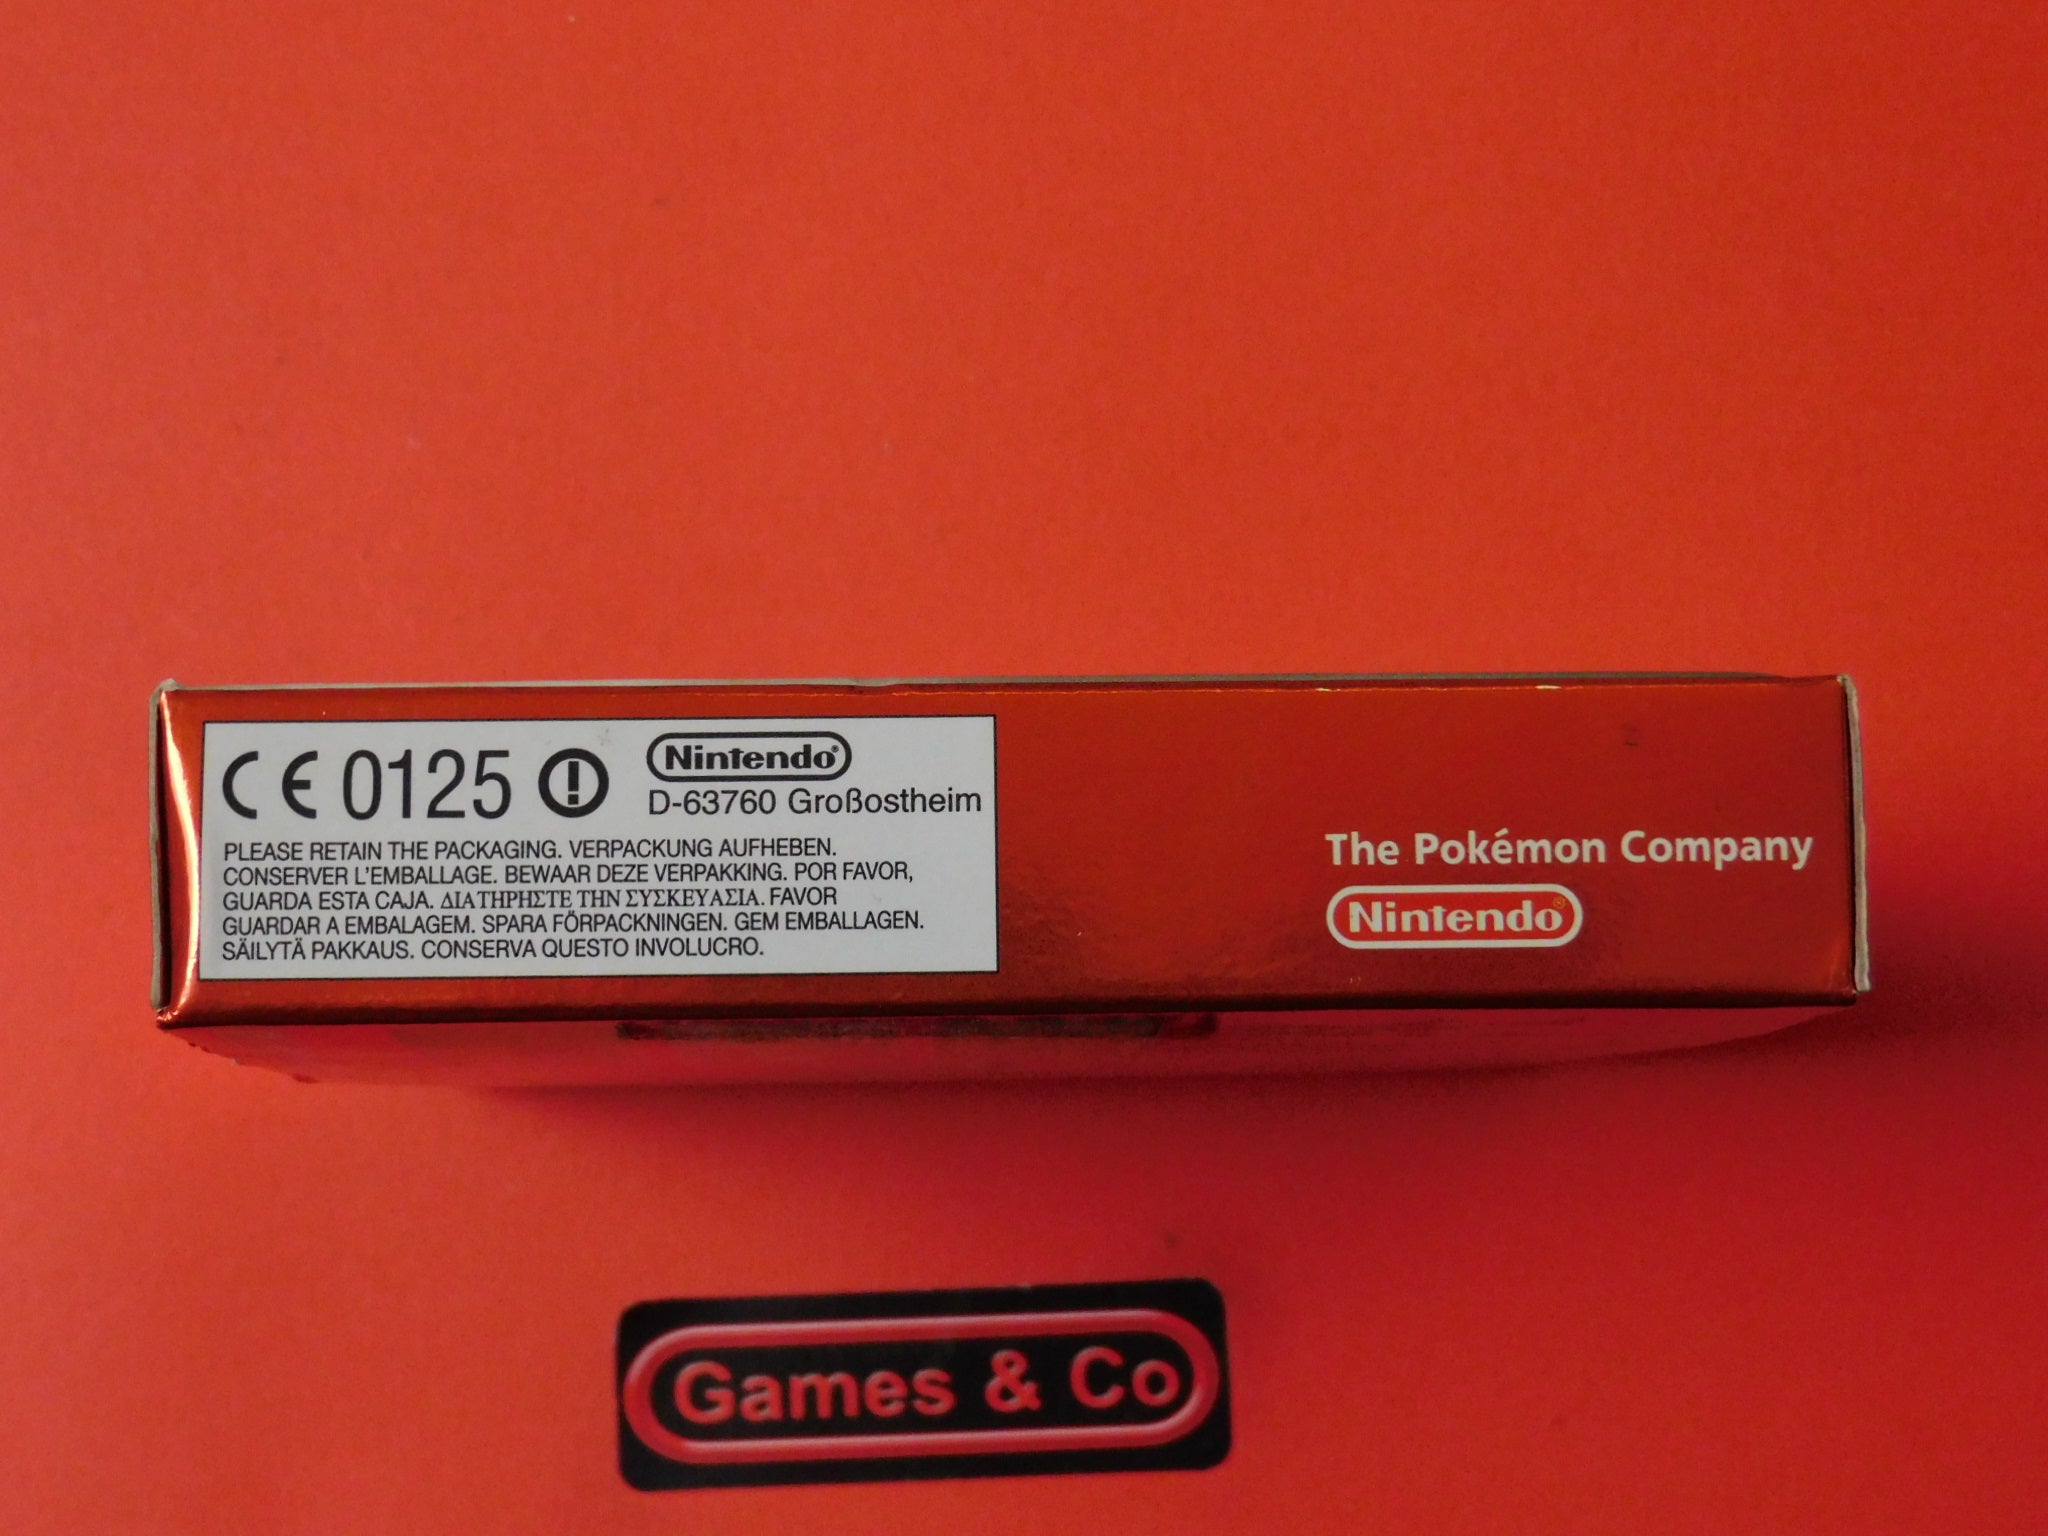 CE 0125
Nintendo®
D-63760 Großostheim
PLEASE RETAIN THE PACKAGING. VERPACKUNG AUFHEBEN.
CONSERVER L'EMBALLAGE. BEWAAR DEZE VERPAKKING. POR FAVOR,
GUARDA ESTA CAJA. ΔΙΑΤΗΡΗΣΤΕ ΤΗΝ ΣΥΣΚΕΥΑΣΙΑ. FAVOR
GUARDAR A EMBALAGEM. SPARA FÖRPACKNINGEN. GEM EMBALLAGEN.
SÄILYTÄ PAKKAUS. CONSERVA QUESTO INVOLUCRO.
The Pokémon Company
Nintendo®
Games & Co